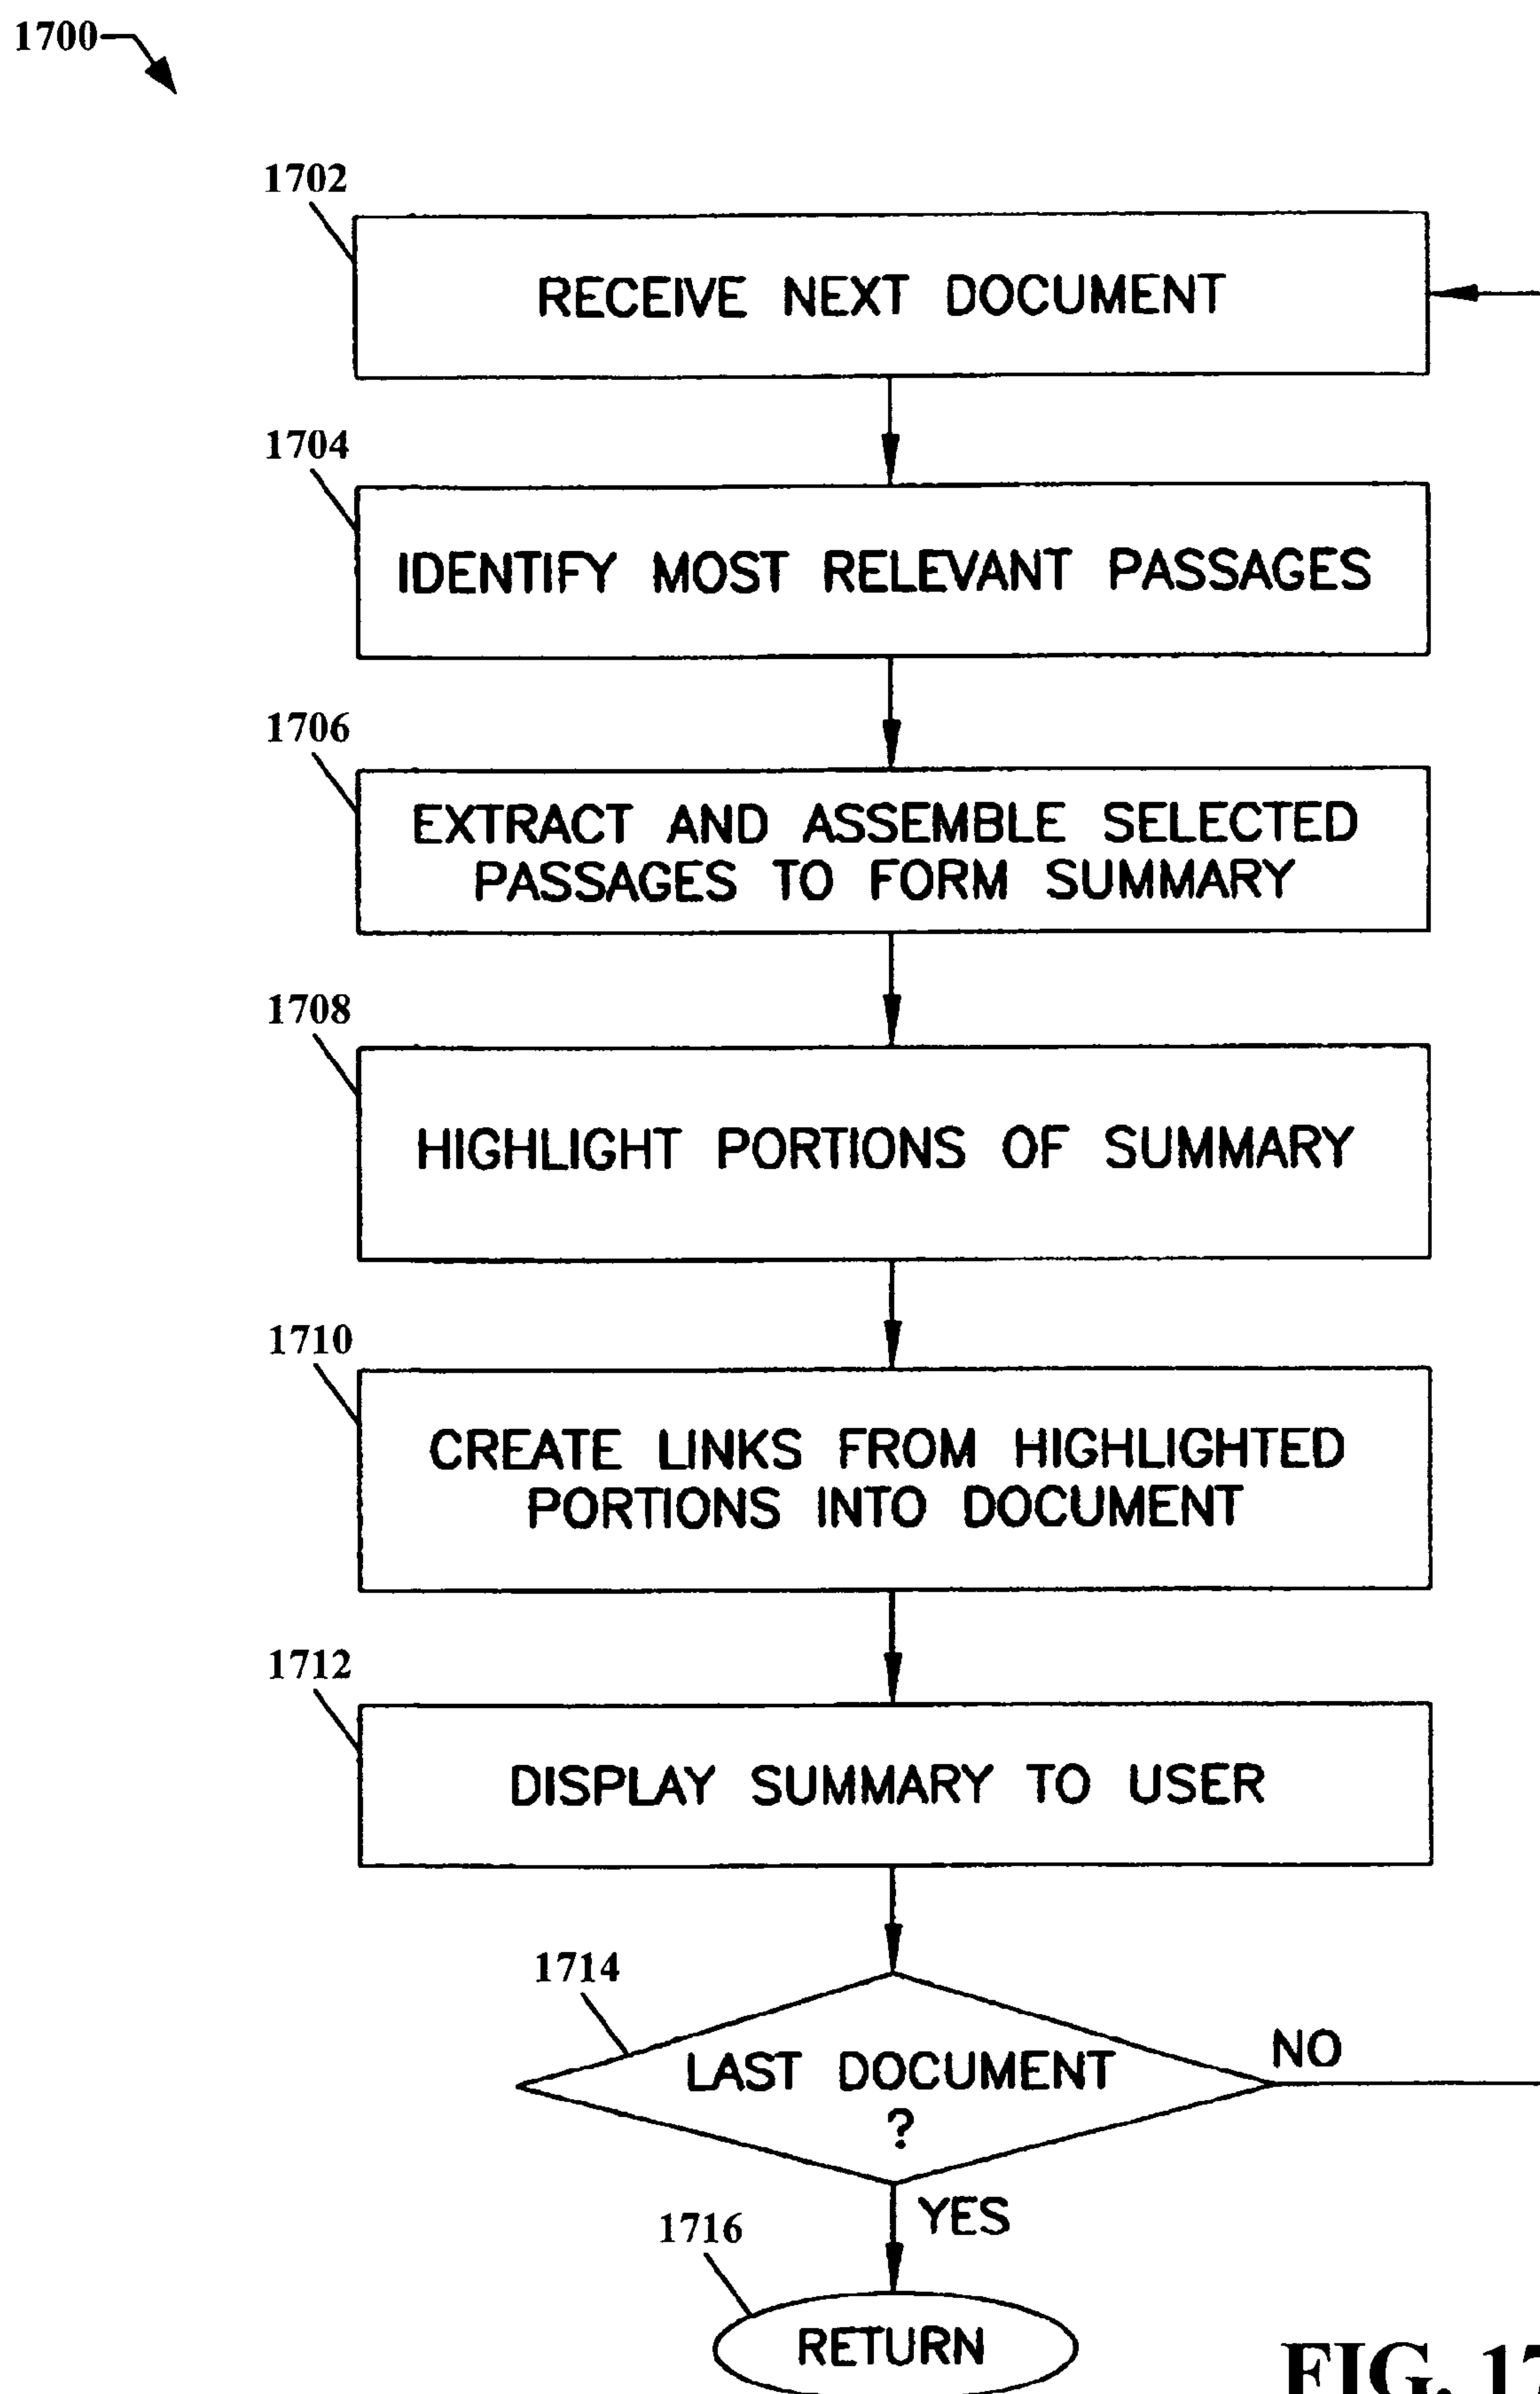 1700
1702
RECEIVE NEXT DOCUMENT
1704
IDENTIFY MOST RELEVANT PASSAGES
1706
EXTRACT AND ASSEMBLE SELECTED
PASSAGES TO FORM SUMMARY
1708
HIGHLIGHT PORTIONS OF SUMMARY
1710
CREATE LINKS FROM HIGHLIGHTED
PORTIONS INTO DOCUMENT
1712
DISPLAY SUMMARY TO USER
1714
LAST DOCUMENT
?
NO
YES
1716
RETURN
FIG. 17